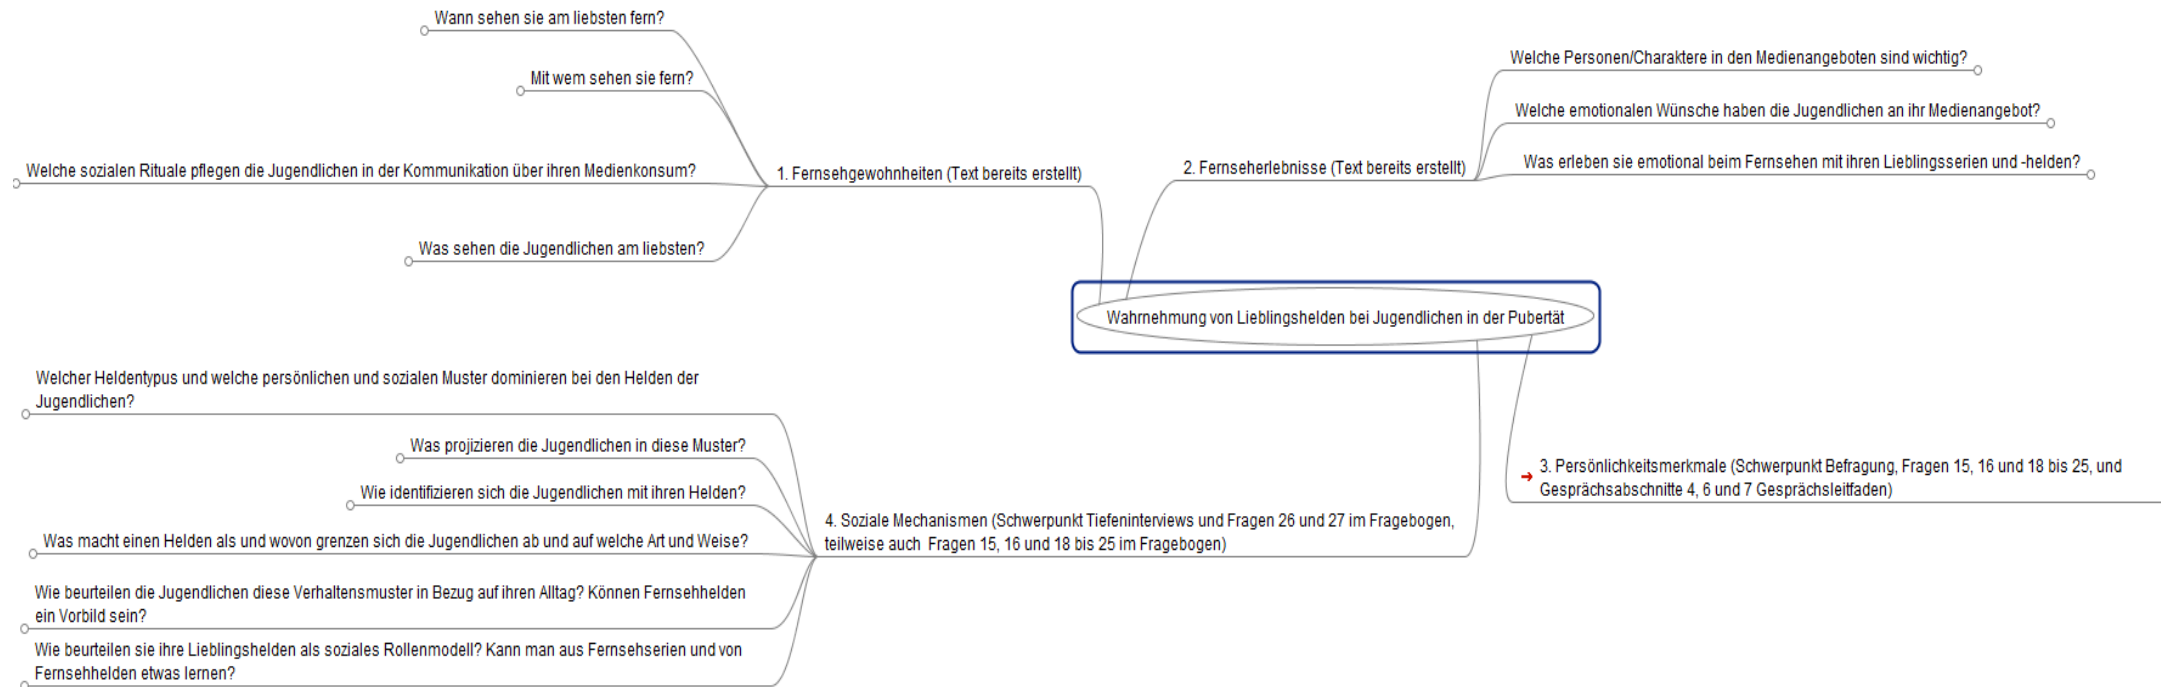 Wahrnehmung von Lieblingshelden bei Jugendlichen in der Pubertät
1. Fernsehgewohnheiten (Text bereits erstellt)
Wann sehen sie am liebsten fern?
Mit wem sehen sie fern?
Welche sozialen Rituale pflegen die Jugendlichen in der Kommunikation über ihren Medienkonsum?
Was sehen die Jugendlichen am liebsten?
2. Fernseherlebnisse (Text bereits erstellt)
Welche Personen/Charaktere in den Medienangeboten sind wichtig?
Welche emotionalen Wünsche haben die Jugendlichen an ihr Medienangebot?
Was erleben sie emotional beim Fernsehen mit ihren Lieblingsserien und -helden?
3. Persönlichkeitsmerkmale (Schwerpunkt Befragung, Fragen 15, 16 und 18 bis 25, und
Gesprächsabschnitte 4, 6 und 7 Gesprächsleitfaden)
4. Soziale Mechanismen (Schwerpunkt Tiefeninterviews und Fragen 26 und 27 im Fragebogen,
teilweise auch Fragen 15, 16 und 18 bis 25 im Fragebogen)
Welcher Heldentypus und welche persönlichen und sozialen Muster dominieren bei den Helden der
Jugendlichen?
Was projizieren die Jugendlichen in diese Muster?
Wie identifizieren sich die Jugendlichen mit ihren Helden?
Was macht einen Helden als und wovon grenzen sich die Jugendlichen ab und auf welche Art und Weise?
Wie beurteilen die Jugendlichen diese Verhaltensmuster in Bezug auf ihren Alltag? Können Fernsehhelden
ein Vorbild sein?
Wie beurteilen sie ihre Lieblingshelden als soziales Rollenmodell? Kann man aus Fernsehserien und von
Fernsehhelden etwas lernen?